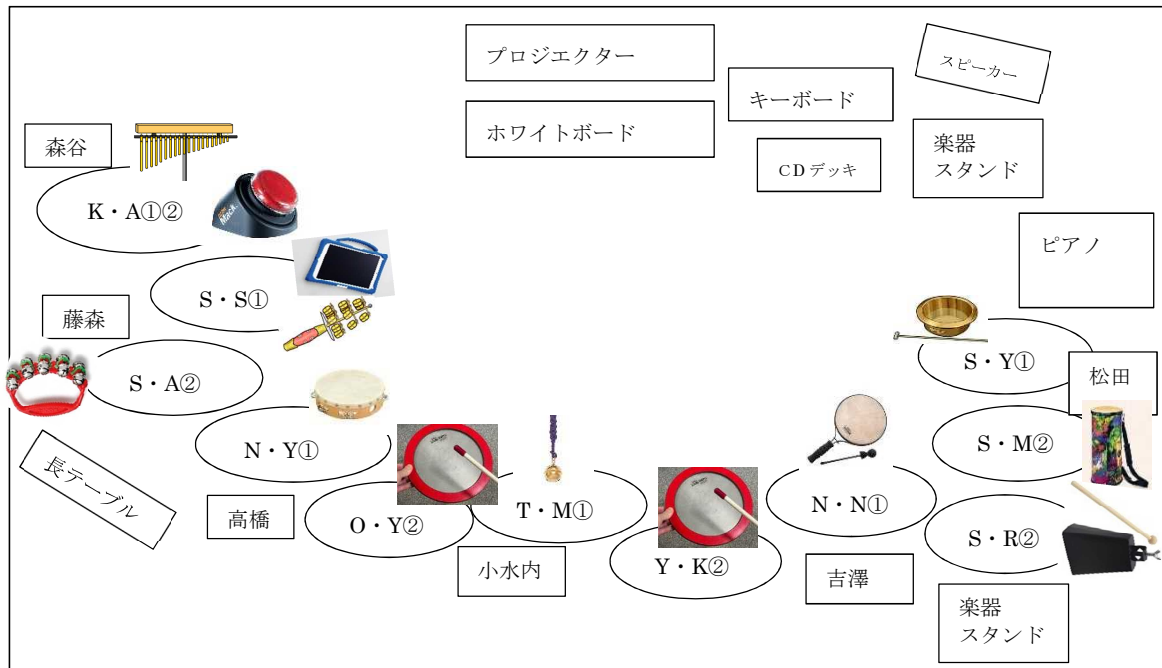 プロジエクター
スピーカー
キーボード
ホワイトボード
森谷
楽器
スタンド
CDデッキ
K・A①②
ピアノ
S・S①
藤森
S・Y①
松田
S・A②
N・Y①
S・M②
長テーブル
高橋
O・Y②
T・M①
N・N①
S・R②
小水内
Y・K②
吉澤
楽器
スタンド